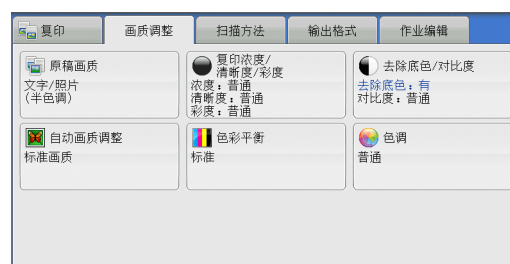 复印
画质调整
扫描方法
输出格式
作业编辑
原稿画质
文字/照片
(半色调)
复印浓度/
清晰度/彩度
浓度：普通
清晰度：普通
彩度：普通
去除底色/对比度
去除底色：有
对比度：普通
自动画质调整
标准画质
色彩平衡
标准
色调
普通